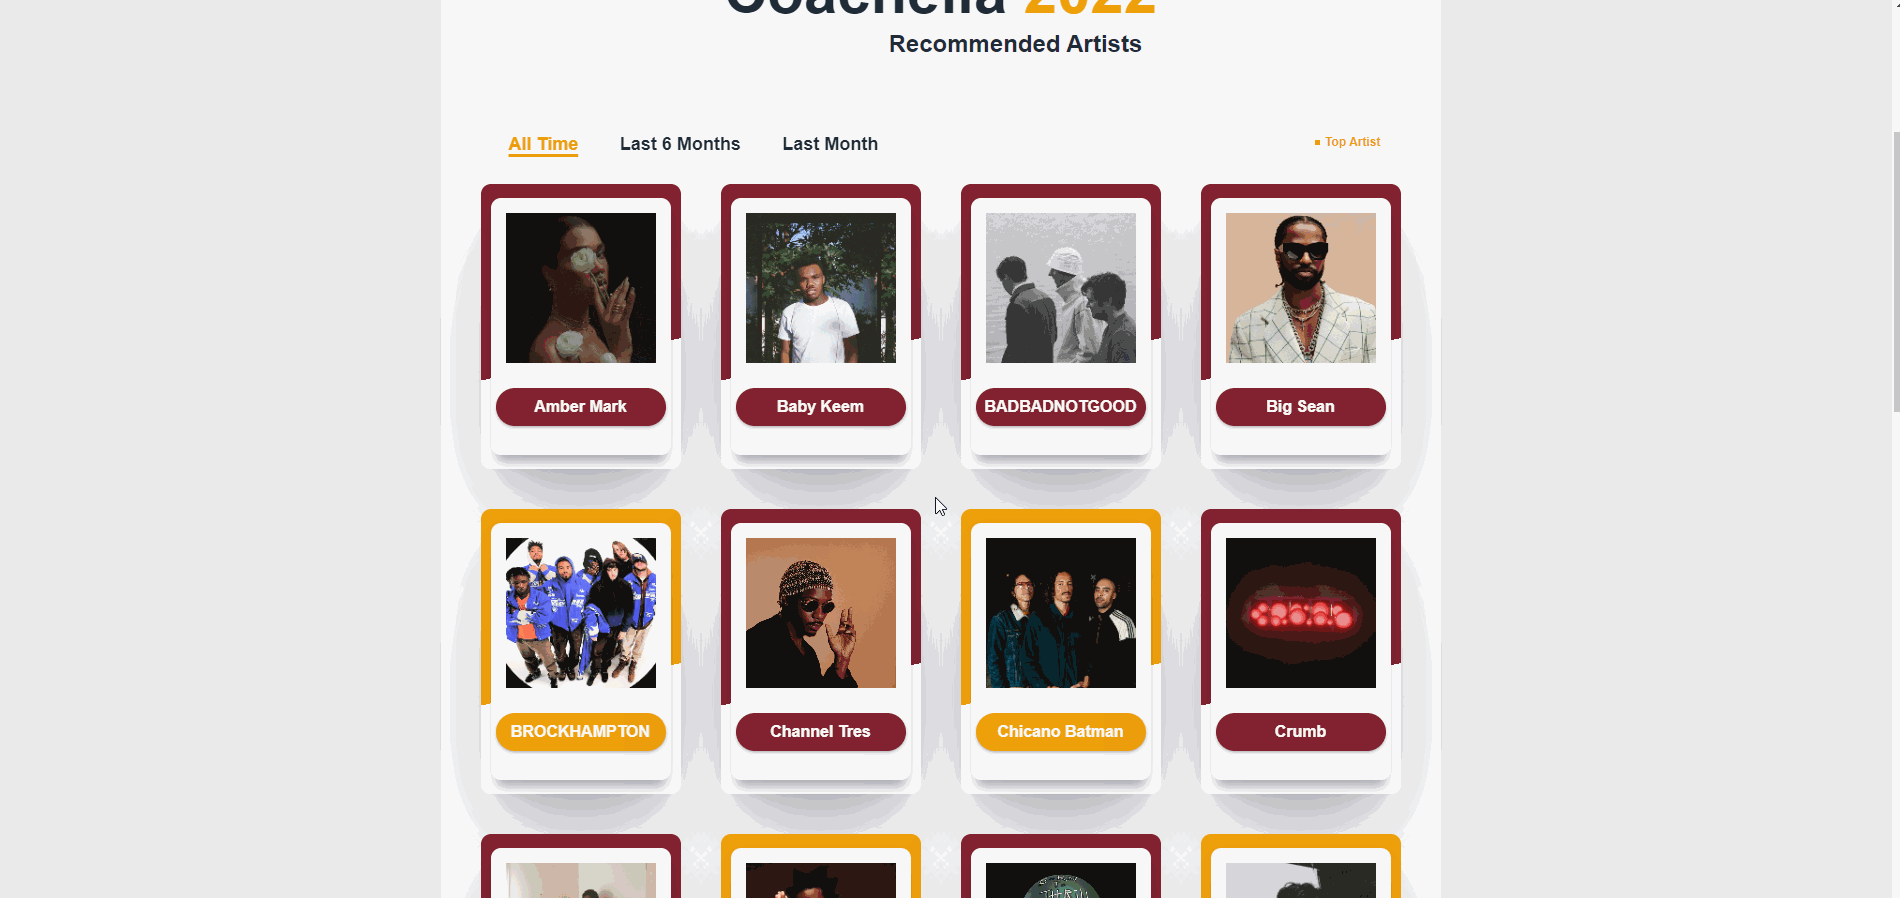 Coachella 2022
Recommended Artists
All Time Last 6 Months Last Month Top Artist
Amber Mark Baby Keem BADBADNOTGOOD Big Sean
BROCKHAMPTON Channel Tres Chicano Batman Crumb